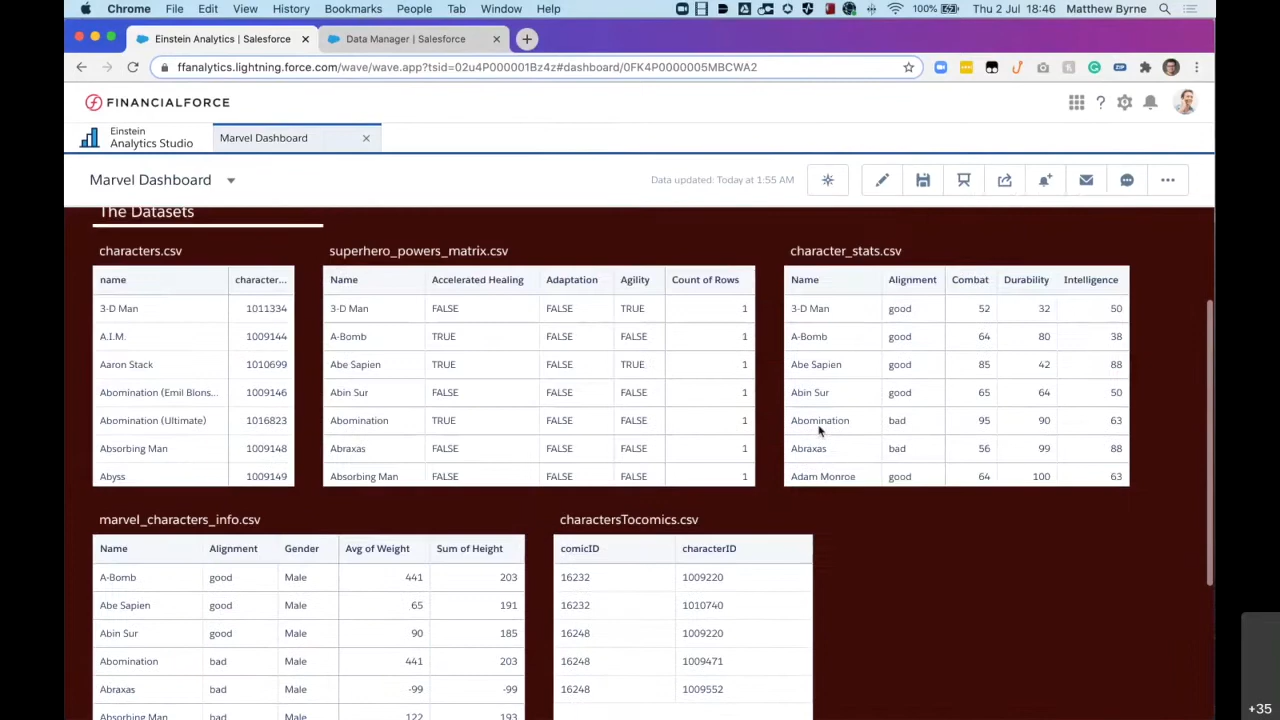 Chrome File Edit View History Bookmarks People Tab Window Help 100% Thu 2 Jul 18:46 Matthew Byrne
Einstein Analytics | Salesforce Data Manager | Salesforce
ffanalytics.lightning.force.com/wave/wave.app?tsid=02u4P000001Bz4z#dashboard/0FK4P0000005MBCWA2
FINANCIALFORCE
Einstein
Analytics Studio
Marvel Dashboard
Marvel Dashboard Data updated: Today at 1:55 AM
The Datasets
characters.csv superhero_powers_matrix.csv character_stats.csv
name character... Name Accelerated Healing Adaptation Agility Count of Rows Name Alignment Combat Durability Intelligence
3-D Man 1011334 3-D Man FALSE FALSE TRUE 1 3-D Man good 52 32 50
A.I.M. 1009144 A-Bomb TRUE FALSE FALSE 1 A-Bomb good 64 80 38
Aaron Stack 1010699 Abe Sapien TRUE FALSE TRUE 1 Abe Sapien good 85 42 88
Abomination (Emil Blons... 1009146 Abin Sur FALSE FALSE FALSE 1 Abin Sur good 65 64 50
Abomination (Ultimate) 1016823 Abomination TRUE FALSE FALSE 1 Abomination bad 95 90 63
Absorbing Man 1009148 Abraxas FALSE FALSE FALSE 1 Abraxas bad 56 99 88
Abyss 1009149 Absorbing Man FALSE FALSE FALSE 1 Adam Monroe good 64 100 63
marvel_characters_info.csv charactersTocomics.csv
Name Alignment Gender Avg of Weight Sum of Height comicID characterID
A-Bomb good Male 441 203 16232 1009220
Abe Sapien good Male 65 191 16232 1010740
Abin Sur good Male 90 185 16248 1009220
Abomination bad Male 441 203 16248 1009471
Abraxas bad Male -99 -99 16248 1009552
Absorbing Man bad Male 122 193
+35